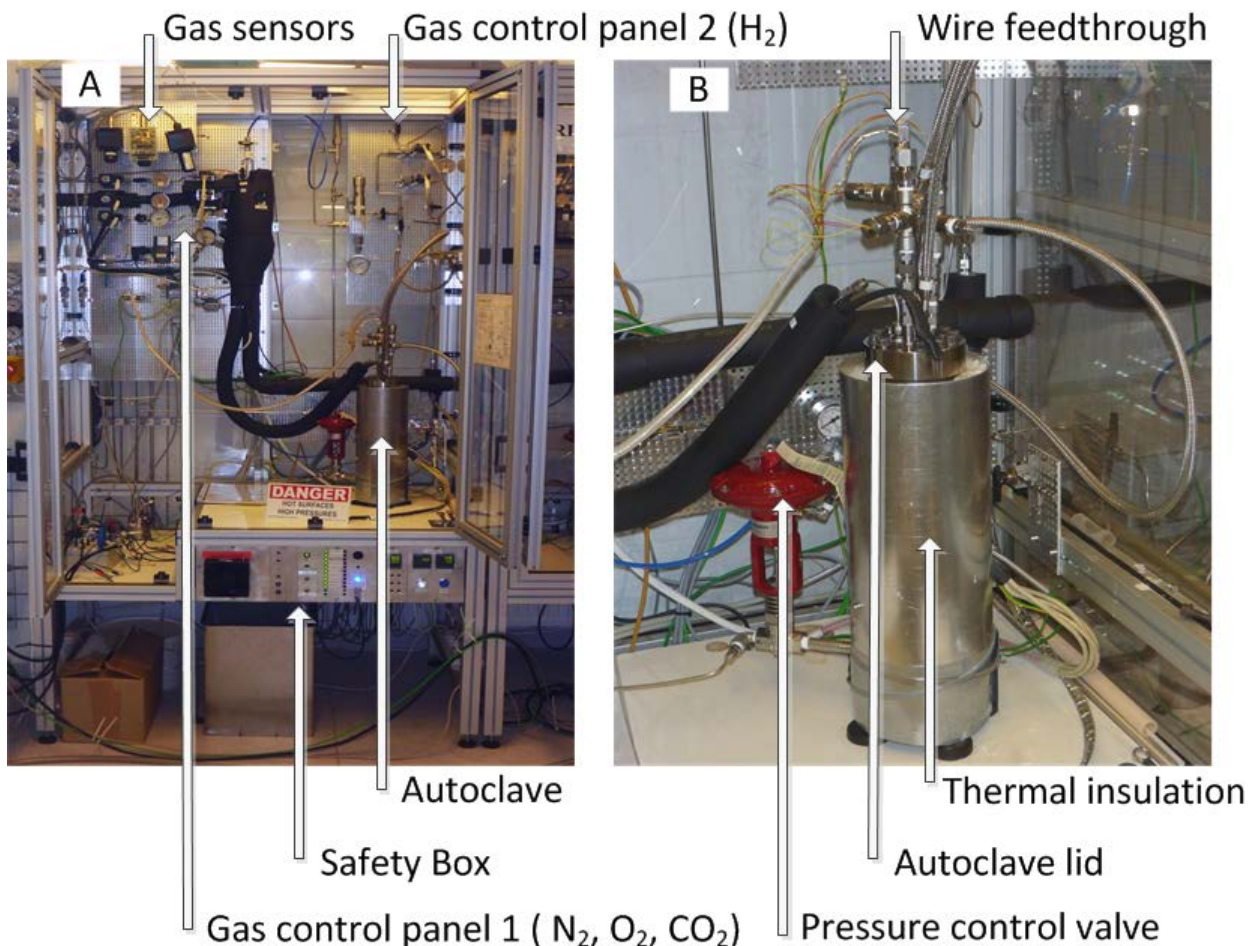 Gas sensors Gas control panel 2 (H₂) Wire feedthrough
A B
DANGER
HOT SURFACES
HIGH PRESSURES
Autoclave Thermal insulation
Safety Box Autoclave lid
Gas control panel 1 ( N₂, O₂, CO₂) Pressure control valve